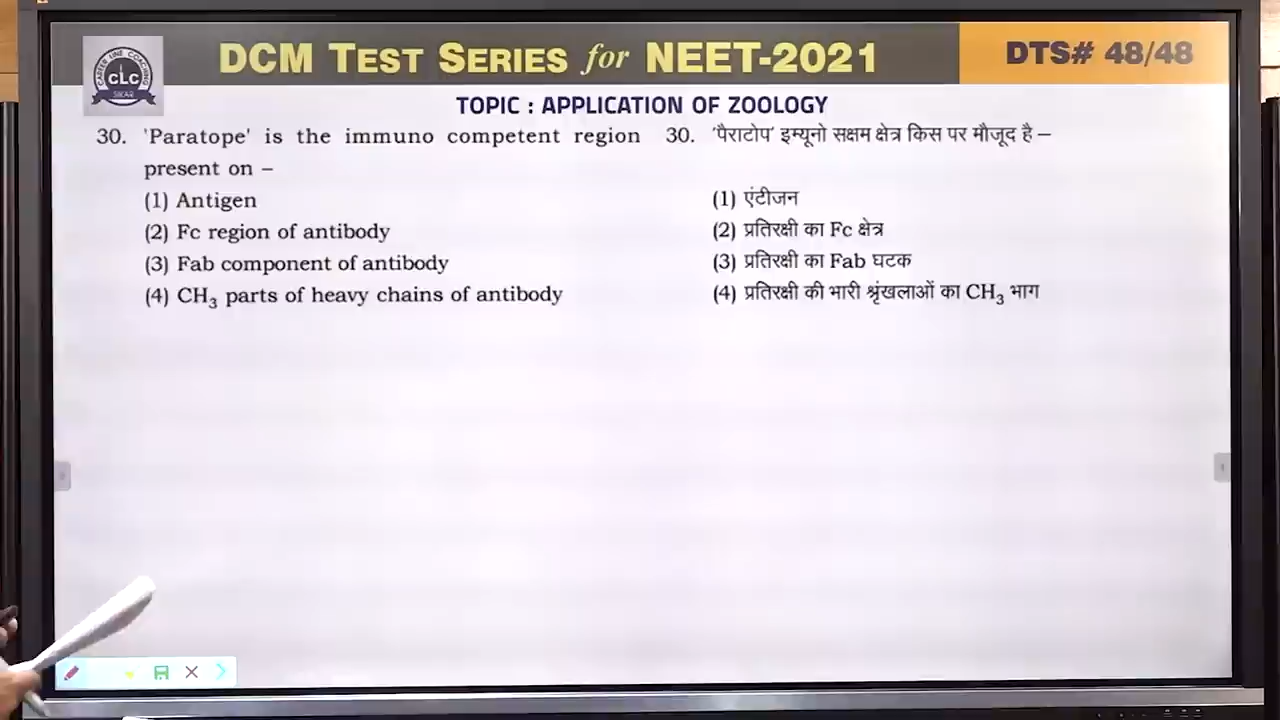 DCM TEST SERIES for NEET-2021
DTS# 48/48
CLC
SIKAR
TOPIC : APPLICATION OF ZOOLOGY
30. 'Paratope' is the immuno competent region
present on –
(1) Antigen
(2) Fc region of antibody
(3) Fab component of antibody
(4) CH₃ parts of heavy chains of antibody
30. 'पैराटोप' इम्यूनो सक्षम क्षेत्र किस पर मौजूद है –
(1) एंटीजन
(2) प्रतिरक्षी का Fc क्षेत्र
(3) प्रतिरक्षी का Fab घटक
(4) प्रतिरक्षी की भारी श्रृंखलाओं का CH₃ भाग